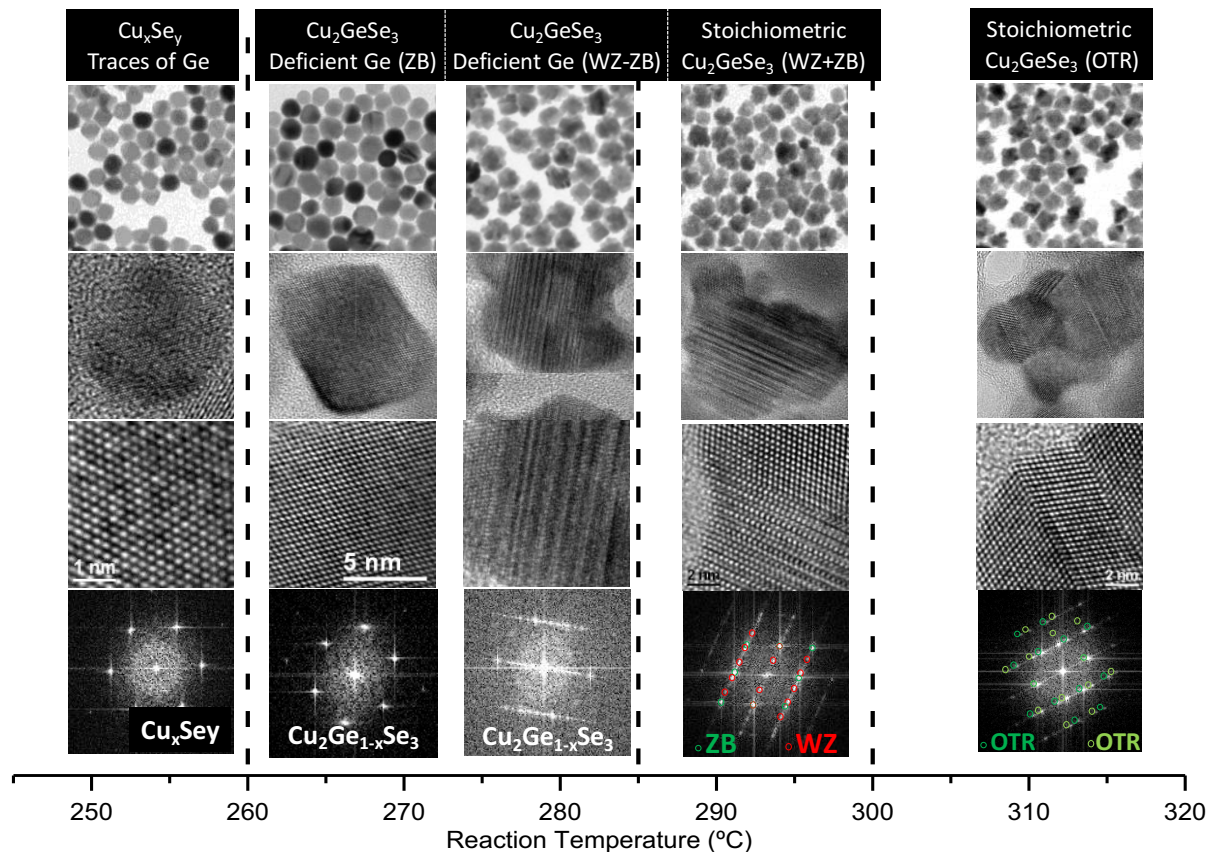 CuxSey
Traces of Ge
Cu2GeSe3
Deficient Ge (ZB)
Cu2GeSe3
Deficient Ge (WZ-ZB)
Stoichiometric
Cu2GeSe3 (WZ+ZB)
Stoichiometric
Cu2GeSe3 (OTR)
1 nm
5 nm
2 nm
2 nm
CuxSey
Cu2Ge1-xSe3
Cu2Ge1-xSe3
ZB
WZ
OTR
OTR
250 260 270 280 290 300 310 320
Reaction Temperature (ºC)